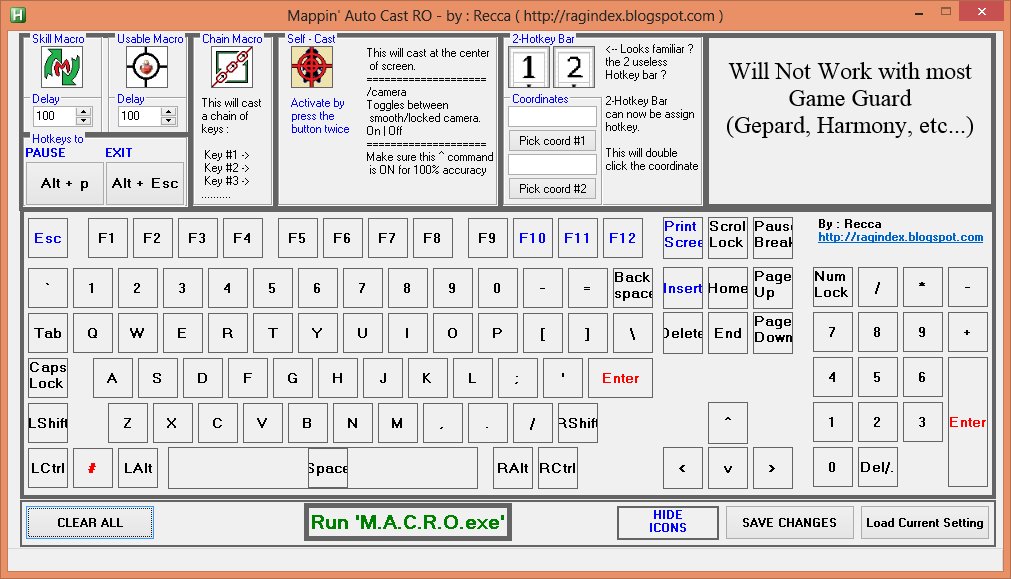 H
Mappin' Auto Cast RO - by : Recca ( http://ragindex.blogspot.com )
Skill Macro
Delay
100
Usable Macro
Delay
100
Hotkeys to
PAUSE
EXIT
Alt + p
Alt + Esc
Chain Macro
This will cast
a chain of
keys :
Key #1 ->
Key #2 ->
Key #3 ->
..........
Self - Cast
Activate by
press the
button twice
This will cast at the center
of screen.
====================
/camera
Toggles between
smooth/locked camera.
On | Off
====================
Make sure this ^ command
is ON for 100% accuracy
2-Hotkey Bar
1
2
<-- Looks familiar ?
the 2 useless
Hotkey bar ?
Coordinates
Pick coord #1
Pick coord #2
2-Hotkey Bar
can now be assign
hotkey.
This will double
click the coordinate
Will Not Work with most
Game Guard
(Gepard, Harmony, etc...)
Esc F1 F2 F3 F4 F5 F6 F7 F8 F9 F10 F11 F12
Print
Scree
Scrol
Lock
Paus
Breal
By : Recca
http://ragindex.blogspot.com
` 1 2 3 4 5 6 7 8 9 0 - =
Back
space
Insert Home
Page
Up
Num
Lock
/ * -
Tab Q W E R T Y U I O P [ ] \
Delete End
Page
Down
7 8 9 +
Caps
Lock
A S D F G H J K L ; ' Enter
4 5 6
LShift Z X C V B N M , . / RShift
^
1 2 3 Enter
LCtrl # LAlt Space RAlt RCtrl
< v >
0 Del/.
CLEAR ALL
Run 'M.A.C.R.O.exe'
HIDE
ICONS
SAVE CHANGES
Load Current Setting